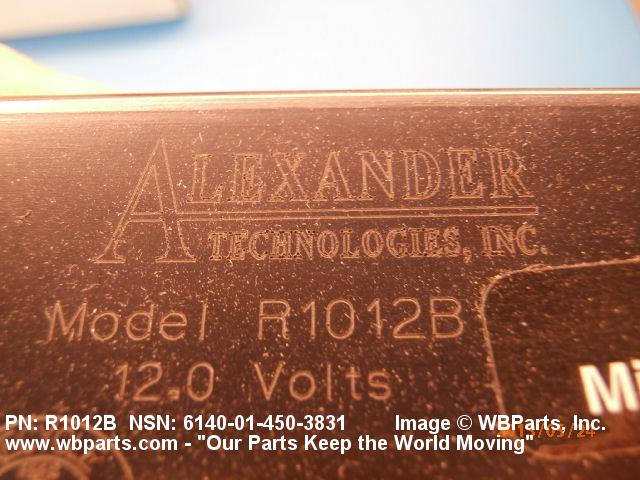 ALEXANDER
TECHNOLOGIES, INC.
Model R1012B
12.0 Volts
Mi
PN: R1012B NSN: 6140-01-450-3831 Image © WBParts, Inc.
www.wbparts.com - "Our Parts Keep the World Moving"